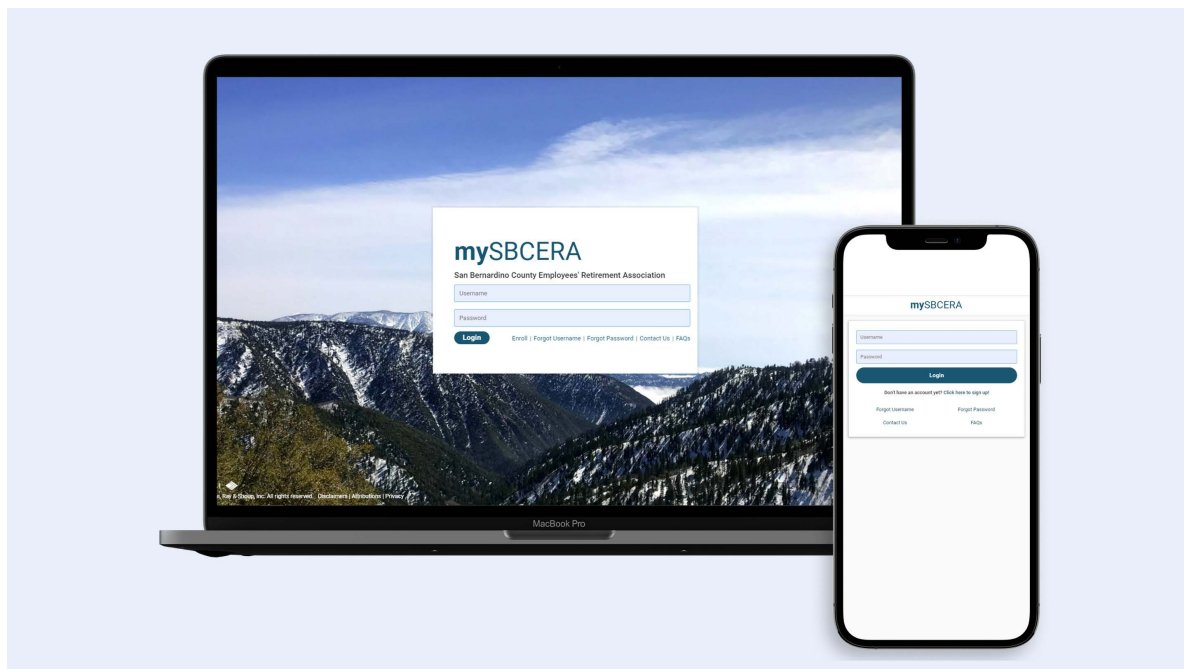 mySBCERA
San Bernardino County Employees' Retirement Association
Username
Password
Login Enroll | Forgot Username | Forgot Password | Contact Us | FAQs
e, Ray & Shoup, Inc. All rights reserved. Disclaimers | Attributions | Privacy
MacBook Pro
mySBCERA
Username
Password
Login
Don't have an account yet? Click here to sign up!
Forgot Username Forgot Password
Contact Us FAQs